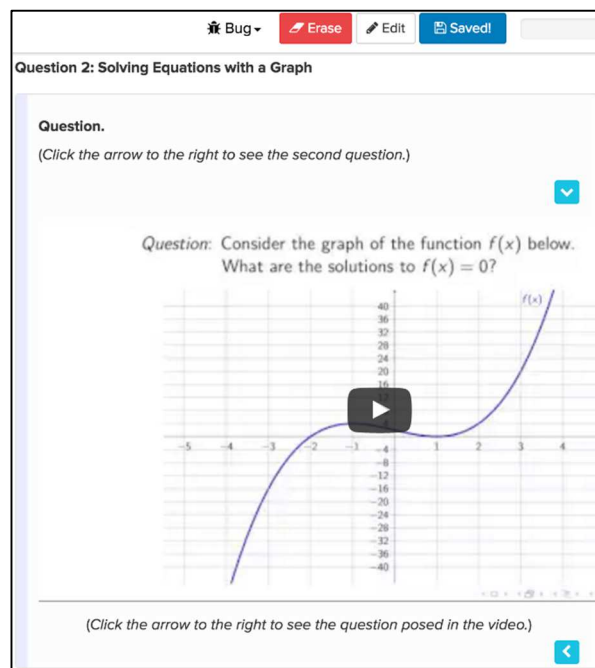 Bug
Erase
Edit
Saved!
Question 2: Solving Equations with a Graph
Question.
(Click the arrow to the right to see the second question.)
Question: Consider the graph of the function f(x) below.
What are the solutions to f(x) = 0?
f(x)
40
36
32
28
24
20
16
12
-5 -4 -3 -2 -1 1 2 3 4
-4
-8
-12
-16
-20
-24
-28
-32
-36
-40
(Click the arrow to the right to see the question posed in the video.)